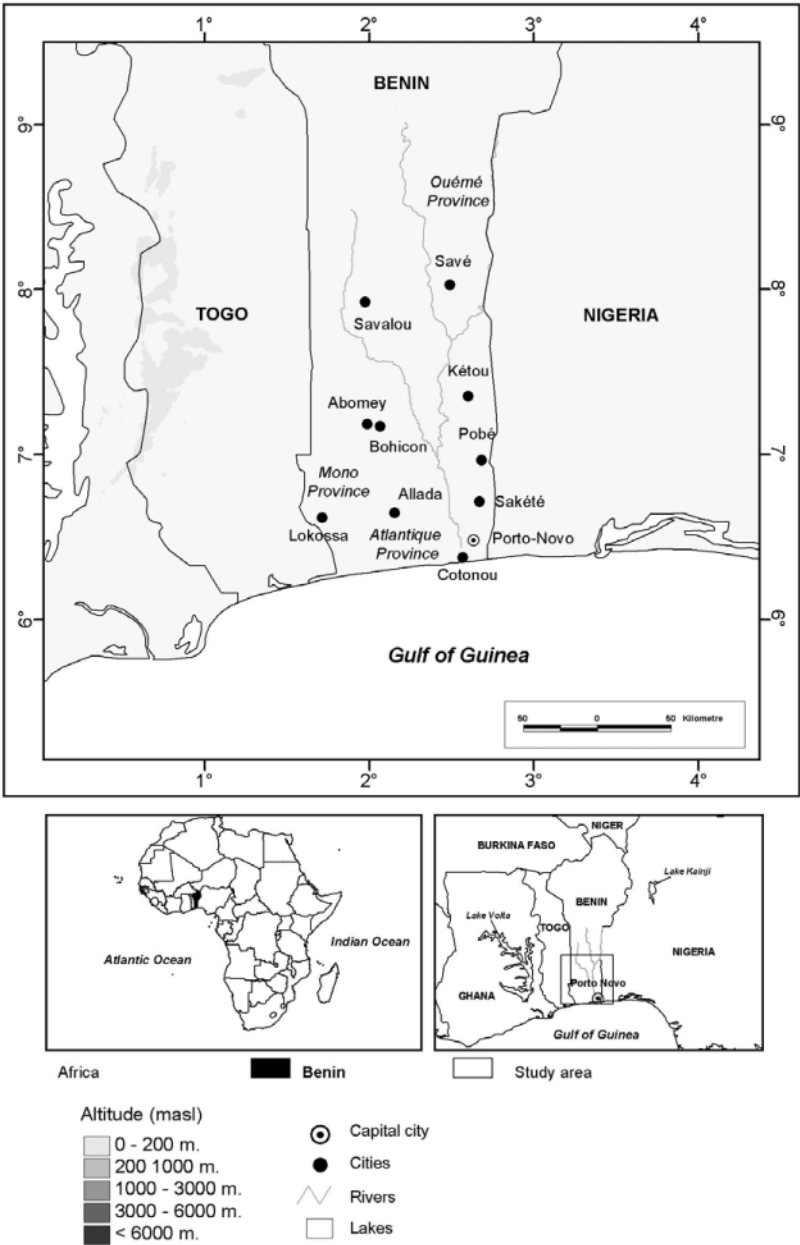 1° 2° 3° 4°
BENIN
9° 9°
Ouémé
Province
Savé
8° 8°
TOGO
NIGERIA
Savalou
Kétou
Abomey
Pobé
Bohicon
7° 7°
Mono
Province
Allada
Sakété
Lokossa
Atlantique
Province
Porto-Novo
Cotonou
6° 6°
Gulf of Guinea
50 0 50 Kilometre
1° 2° 3° 4°
Atlantic Ocean
Indian Ocean
NIGER
BURKINA FASO
Lake Kainji
BENIN
Lake Volta
TOGO
NIGERIA
Porto Novo
GHANA
Gulf of Guinea
Africa
Benin
Study area
Altitude (masl)
0 - 200 m.
200 1000 m.
1000 - 3000 m.
3000 - 6000 m.
< 6000 m.
Capital city
Cities
Rivers
Lakes